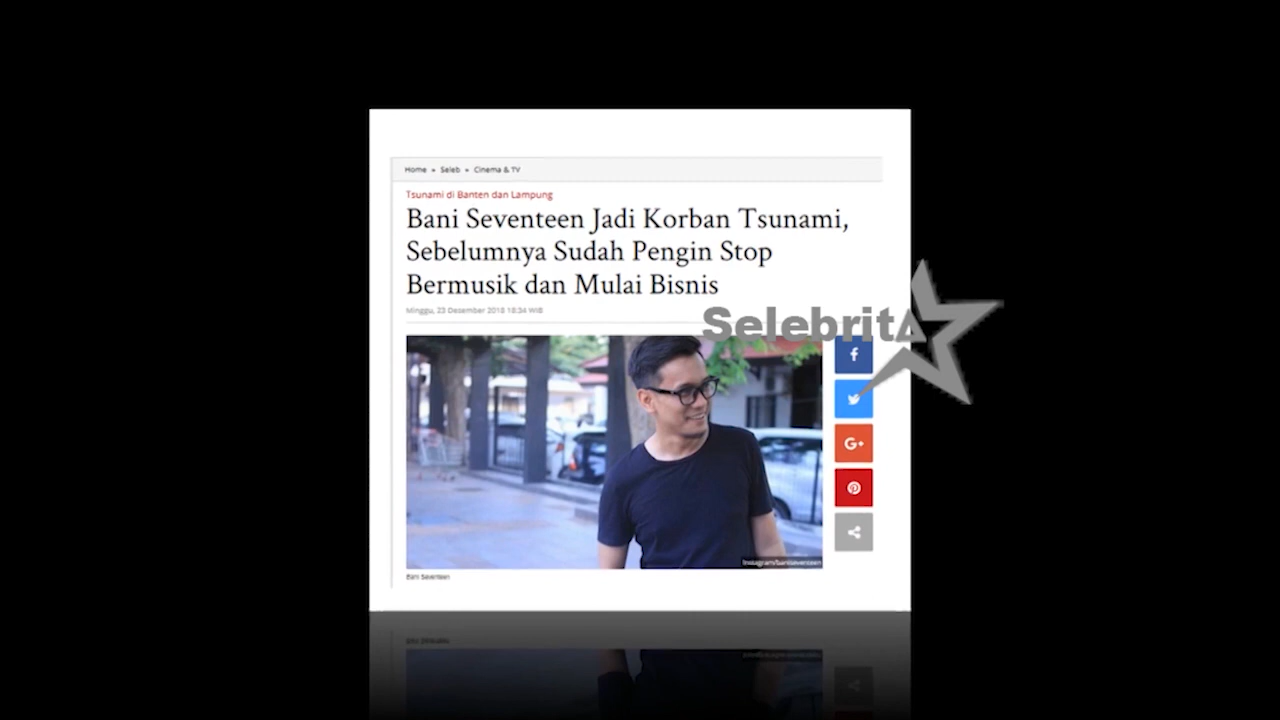 Home » Seleb » Cinema & TV
Tsunami di Banten dan Lampung
Bani Seventeen Jadi Korban Tsunami,
Sebelumnya Sudah Pengin Stop
Bermusik dan Mulai Bisnis
Minggu, 23 Desember 2018 18:34 WIB
Selebrita
f
G+
Instagram/baniseventeen
Bani Seventeen